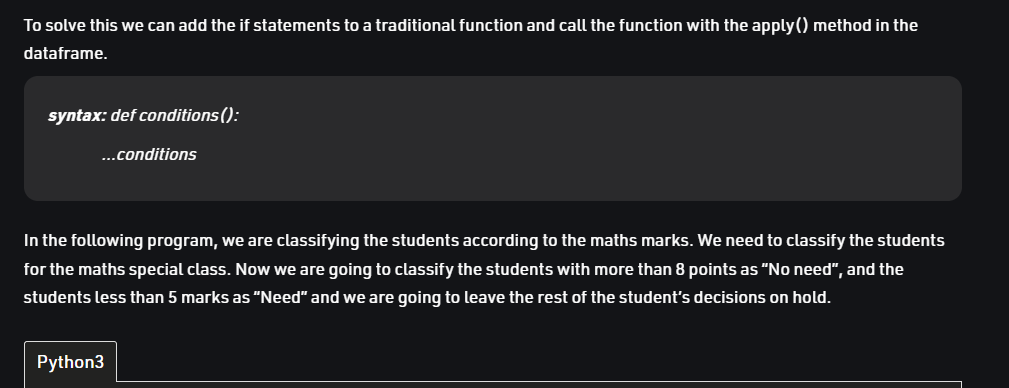 To solve this we can add the if statements to a traditional function and call the function with the apply() method in the
dataframe.
syntax: def conditions():
...conditions
In the following program, we are classifying the students according to the maths marks. We need to classify the students
for the maths special class. Now we are going to classify the students with more than 8 points as “No need”, and the
students less than 5 marks as “Need” and we are going to leave the rest of the student’s decisions on hold.
Python3